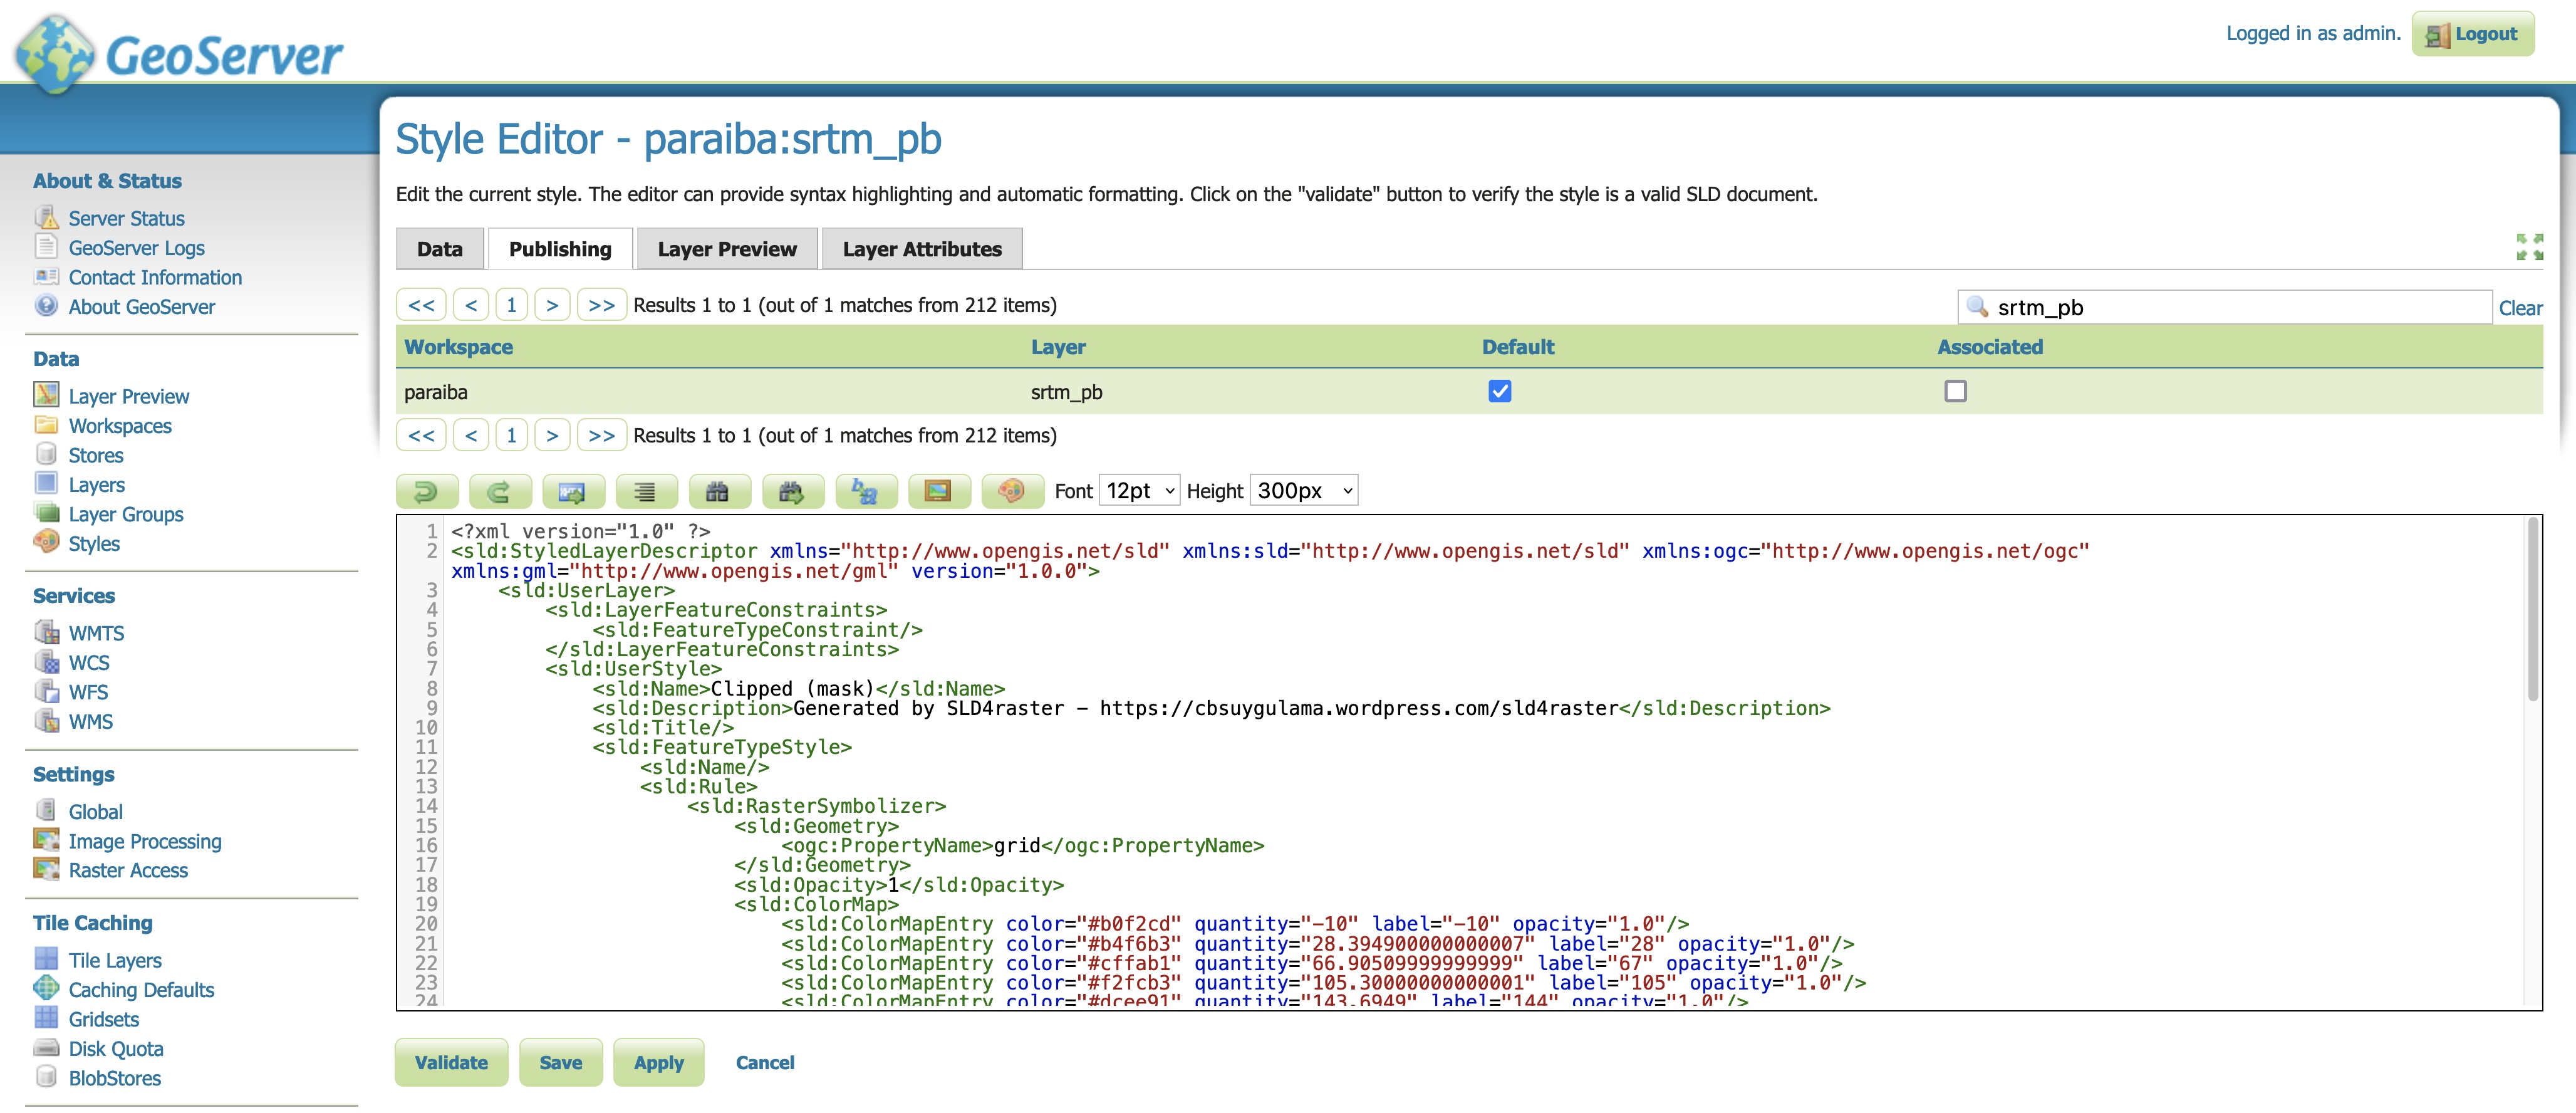 GeoServer
Logged in as admin.
Logout
Style Editor - paraiba:srtm_pb
Edit the current style. The editor can provide syntax highlighting and automatic formatting. Click on the "validate" button to verify the style is a valid SLD document.
About & Status
Server Status
GeoServer Logs
Contact Information
About GeoServer
Data
Layer Preview
Workspaces
Stores
Layers
Layer Groups
Styles
Services
WMTS
WCS
WFS
WMS
Settings
Global
Image Processing
Raster Access
Tile Caching
Tile Layers
Caching Defaults
Gridsets
Disk Quota
BlobStores
Data Publishing Layer Preview Layer Attributes
<< < 1 > >> Results 1 to 1 (out of 1 matches from 212 items)
srtm_pb Clear
Workspace Layer Default Associated
paraiba srtm_pb
<< < 1 > >> Results 1 to 1 (out of 1 matches from 212 items)
Font 12pt Height 300px
1 <?xml version="1.0" ?>
2 <sld:StyledLayerDescriptor xmlns="http://www.opengis.net/sld" xmlns:sld="http://www.opengis.net/sld" xmlns:ogc="http://www.opengis.net/ogc"
xmlns:gml="http://www.opengis.net/gml" version="1.0.0">
3 <sld:UserLayer>
4 <sld:LayerFeatureConstraints>
5 <sld:FeatureTypeConstraint/>
6 </sld:LayerFeatureConstraints>
7 <sld:UserStyle>
8 <sld:Name>Clipped (mask)</sld:Name>
9 <sld:Description>Generated by SLD4raster - https://cbsuygulama.wordpress.com/sld4raster</sld:Description>
10 <sld:Title/>
11 <sld:FeatureTypeStyle>
12 <sld:Name/>
13 <sld:Rule>
14 <sld:RasterSymbolizer>
15 <sld:Geometry>
16 <ogc:PropertyName>grid</ogc:PropertyName>
17 </sld:Geometry>
18 <sld:Opacity>1</sld:Opacity>
19 <sld:ColorMap>
20 <sld:ColorMapEntry color="#b0f2cd" quantity="-10" label="-10" opacity="1.0"/>
21 <sld:ColorMapEntry color="#b4f6b3" quantity="28.394900000000007" label="28" opacity="1.0"/>
22 <sld:ColorMapEntry color="#cffab1" quantity="66.90509999999999" label="67" opacity="1.0"/>
23 <sld:ColorMapEntry color="#f2fcb3" quantity="105.30000000000001" label="105" opacity="1.0"/>
24 <sld:ColorMapEntry color="#dcee91" quantity="143.6949" label="144" opacity="1.0"/>
Validate Save Apply Cancel